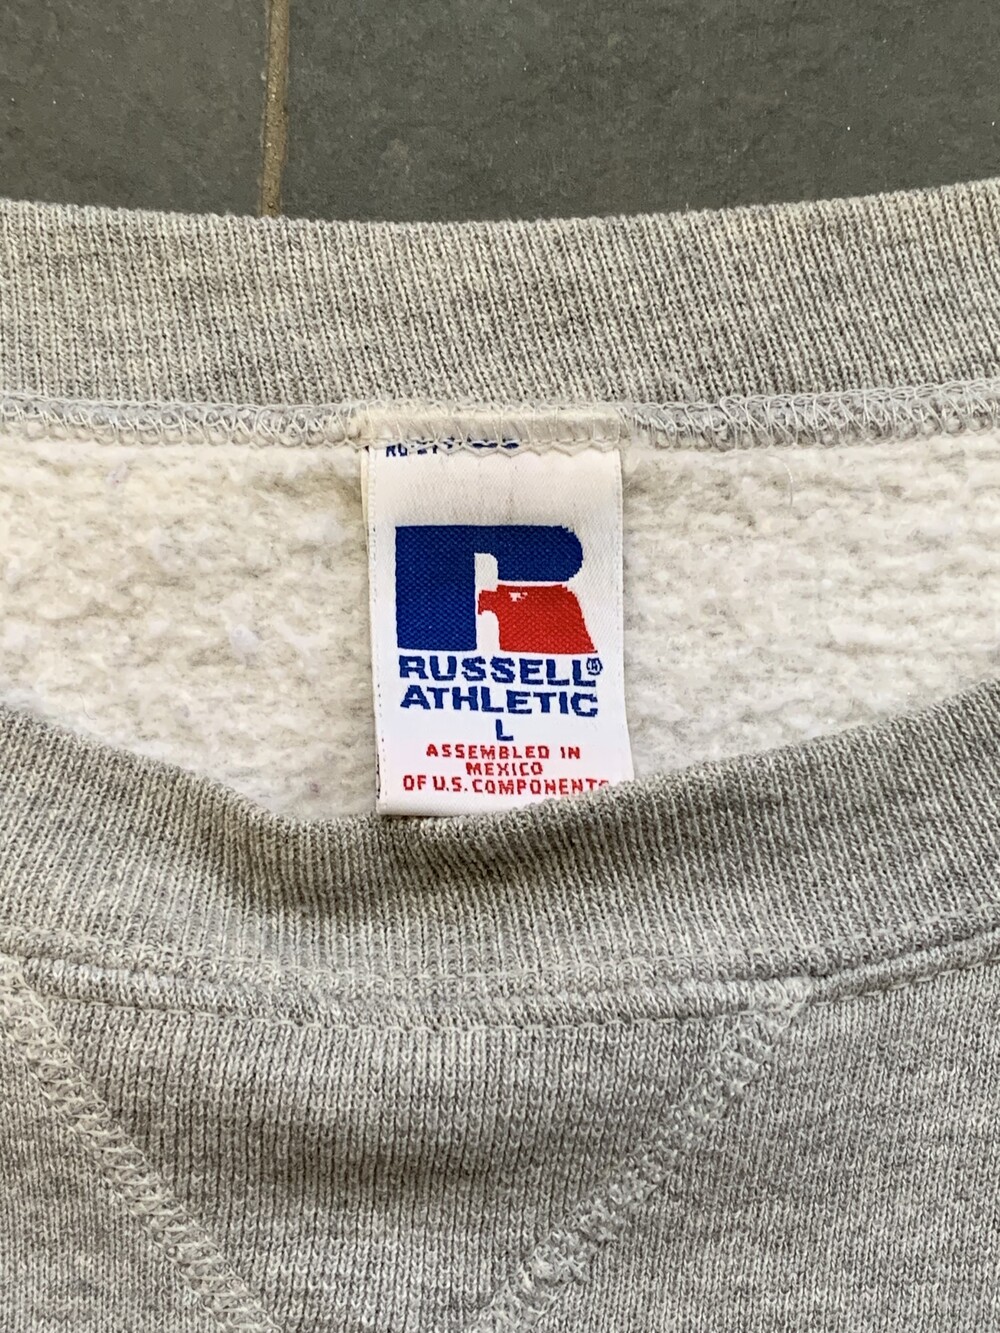 RUSSELL®
ATHLETIC
L
ASSEMBLED IN
MEXICO
OF U.S. COMPONENTS